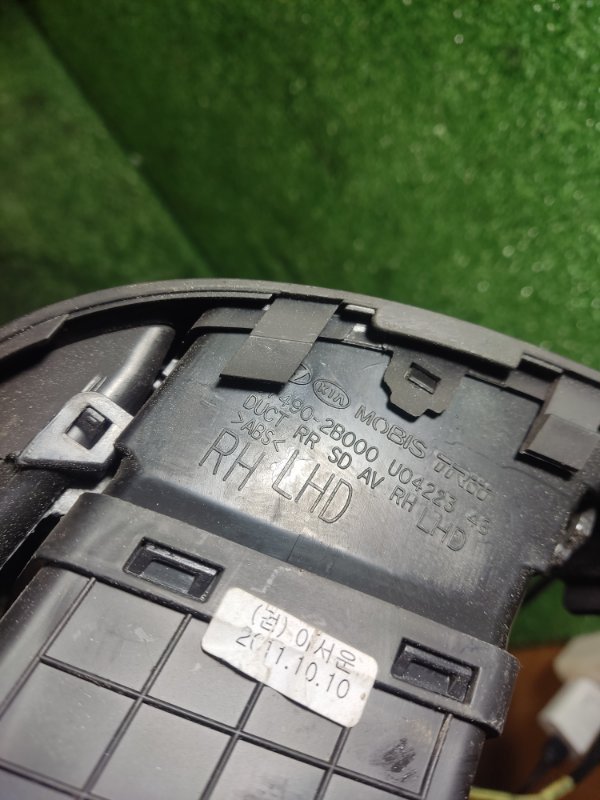 KIA MOBIS TRW
490-2B000 U04223 43
DUCT RR SD AV RH LHD
>ABS<
RH LHD
(검) 이서운
2011.10.10